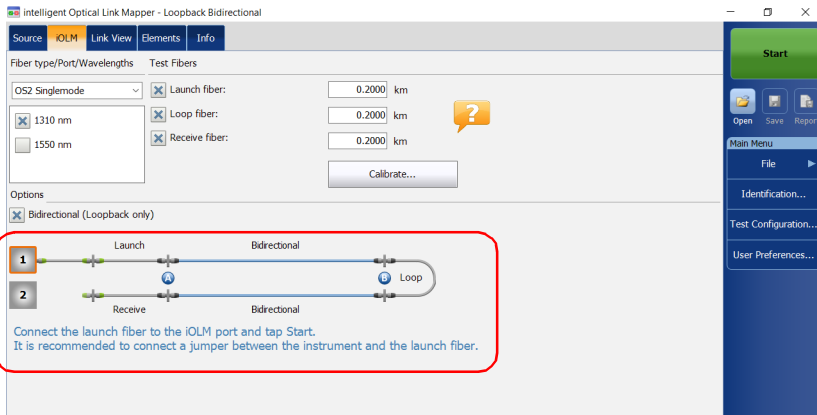 intelligent Optical Link Mapper - Loopback Bidirectional
Source iOLM Link View Elements Info
Start
Fiber type/Port/Wavelengths Test Fibers
OS2 Singlemode
Launch fiber: 0.2000 km
1310 nm
Loop fiber: 0.2000 km
?
1550 nm
Receive fiber: 0.2000 km
Open Save Repor
Main Menu
Calibrate...
File
Options
Identification...
Bidirectional (Loopback only)
Test Configuration...
User Preferences...
Launch Bidirectional
1
A B Loop
2
Receive Bidirectional
Connect the launch fiber to the iOLM port and tap Start.
It is recommended to connect a jumper between the instrument and the launch fiber.